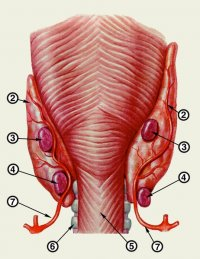 ② ②
③ ③
④ ④
⑦ ⑥ ⑤ ⑦